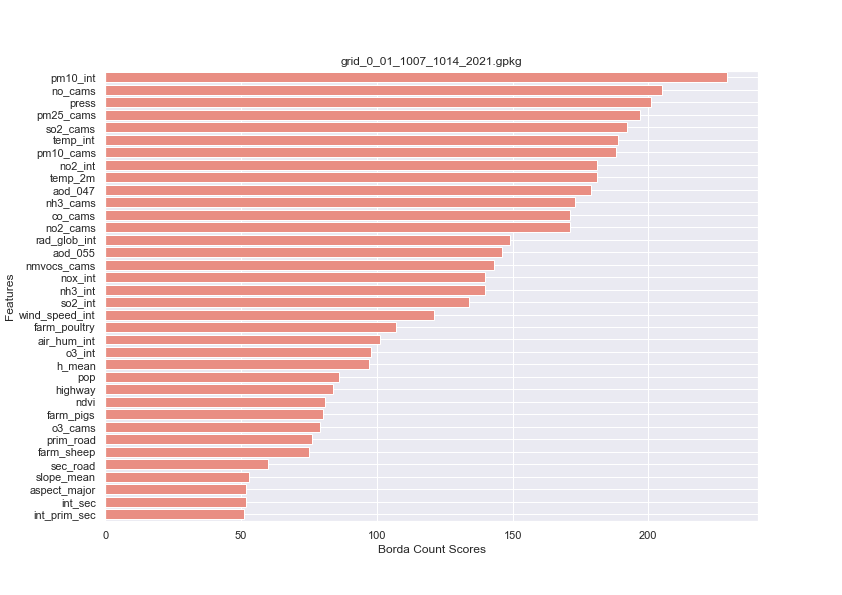 grid_0_01_1007_1014_2021.gpkg
pm10_int
no_cams
press
pm25_cams
so2_cams
temp_int
pm10_cams
no2_int
temp_2m
aod_047
nh3_cams
co_cams
no2_cams
rad_glob_int
aod_055
nmvocs_cams
nox_int
nh3_int
so2_int
wind_speed_int
farm_poultry
air_hum_int
o3_int
h_mean
pop
highway
ndvi
farm_pigs
o3_cams
prim_road
farm_sheep
sec_road
slope_mean
aspect_major
int_sec
int_prim_sec
Features
0 50 100 150 200
Borda Count Scores